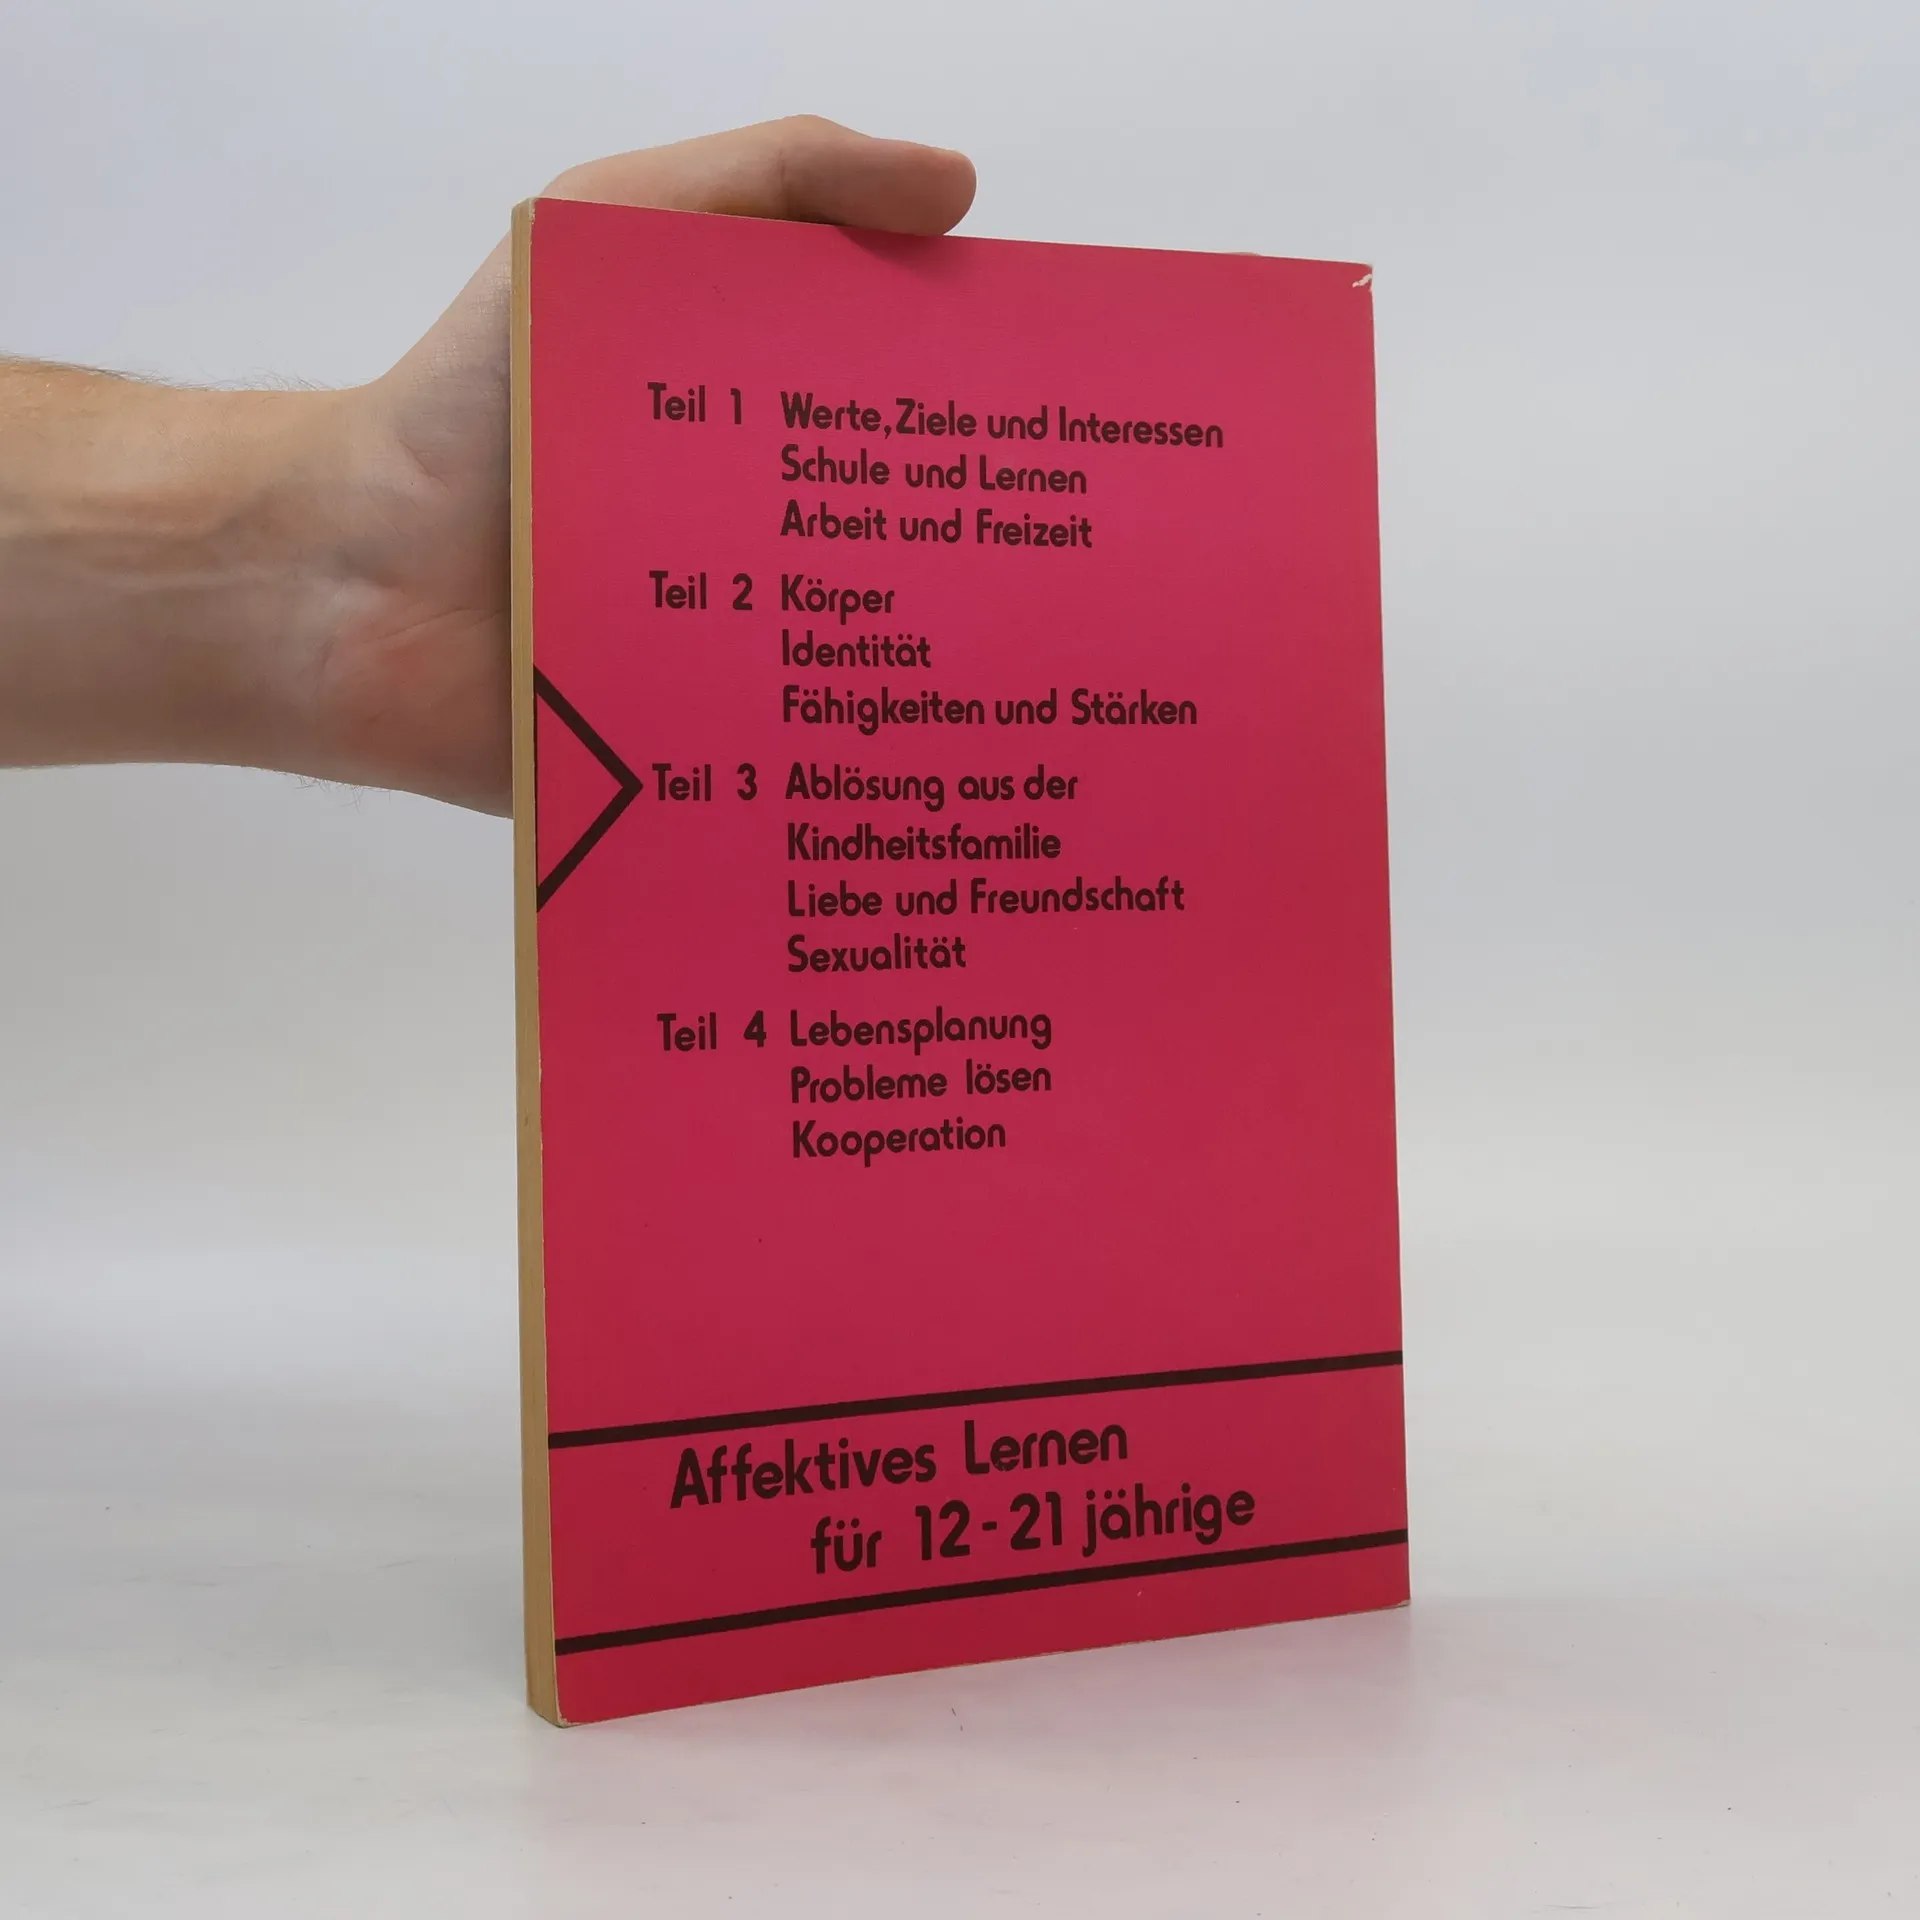 Teil 1 Werte, Ziele und Interessen
Schule und Lernen
Arbeit und Freizeit
Teil 2 Körper
Identität
Fähigkeiten und Stärken
Teil 3 Ablösung aus der
Kindheitsfamilie
Liebe und Freundschaft
Sexualität
Teil 4 Lebensplanung
Probleme lösen
Kooperation
Affektives Lernen
für 12-21 jährige